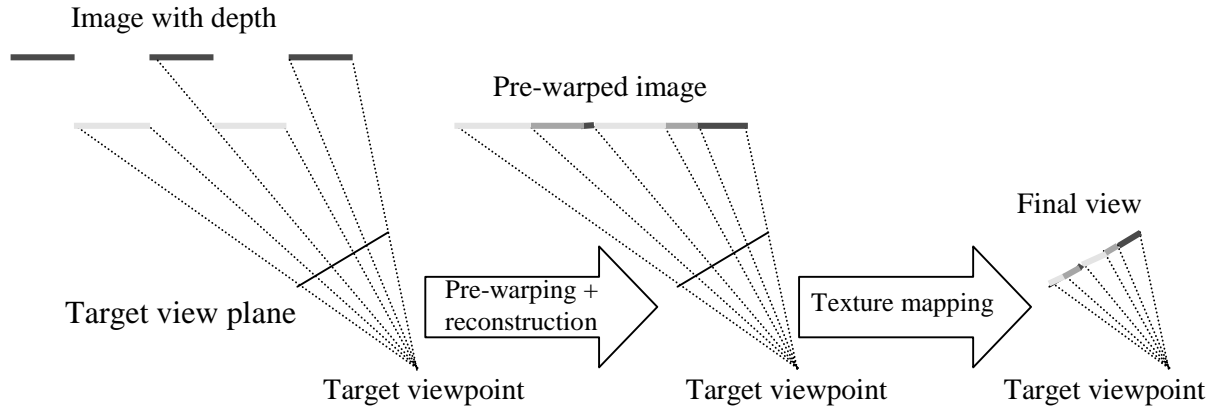 Image with depth
Pre-warped image
Final view
Target view plane
Pre-warping +
reconstruction
Texture mapping
Target viewpoint
Target viewpoint
Target viewpoint